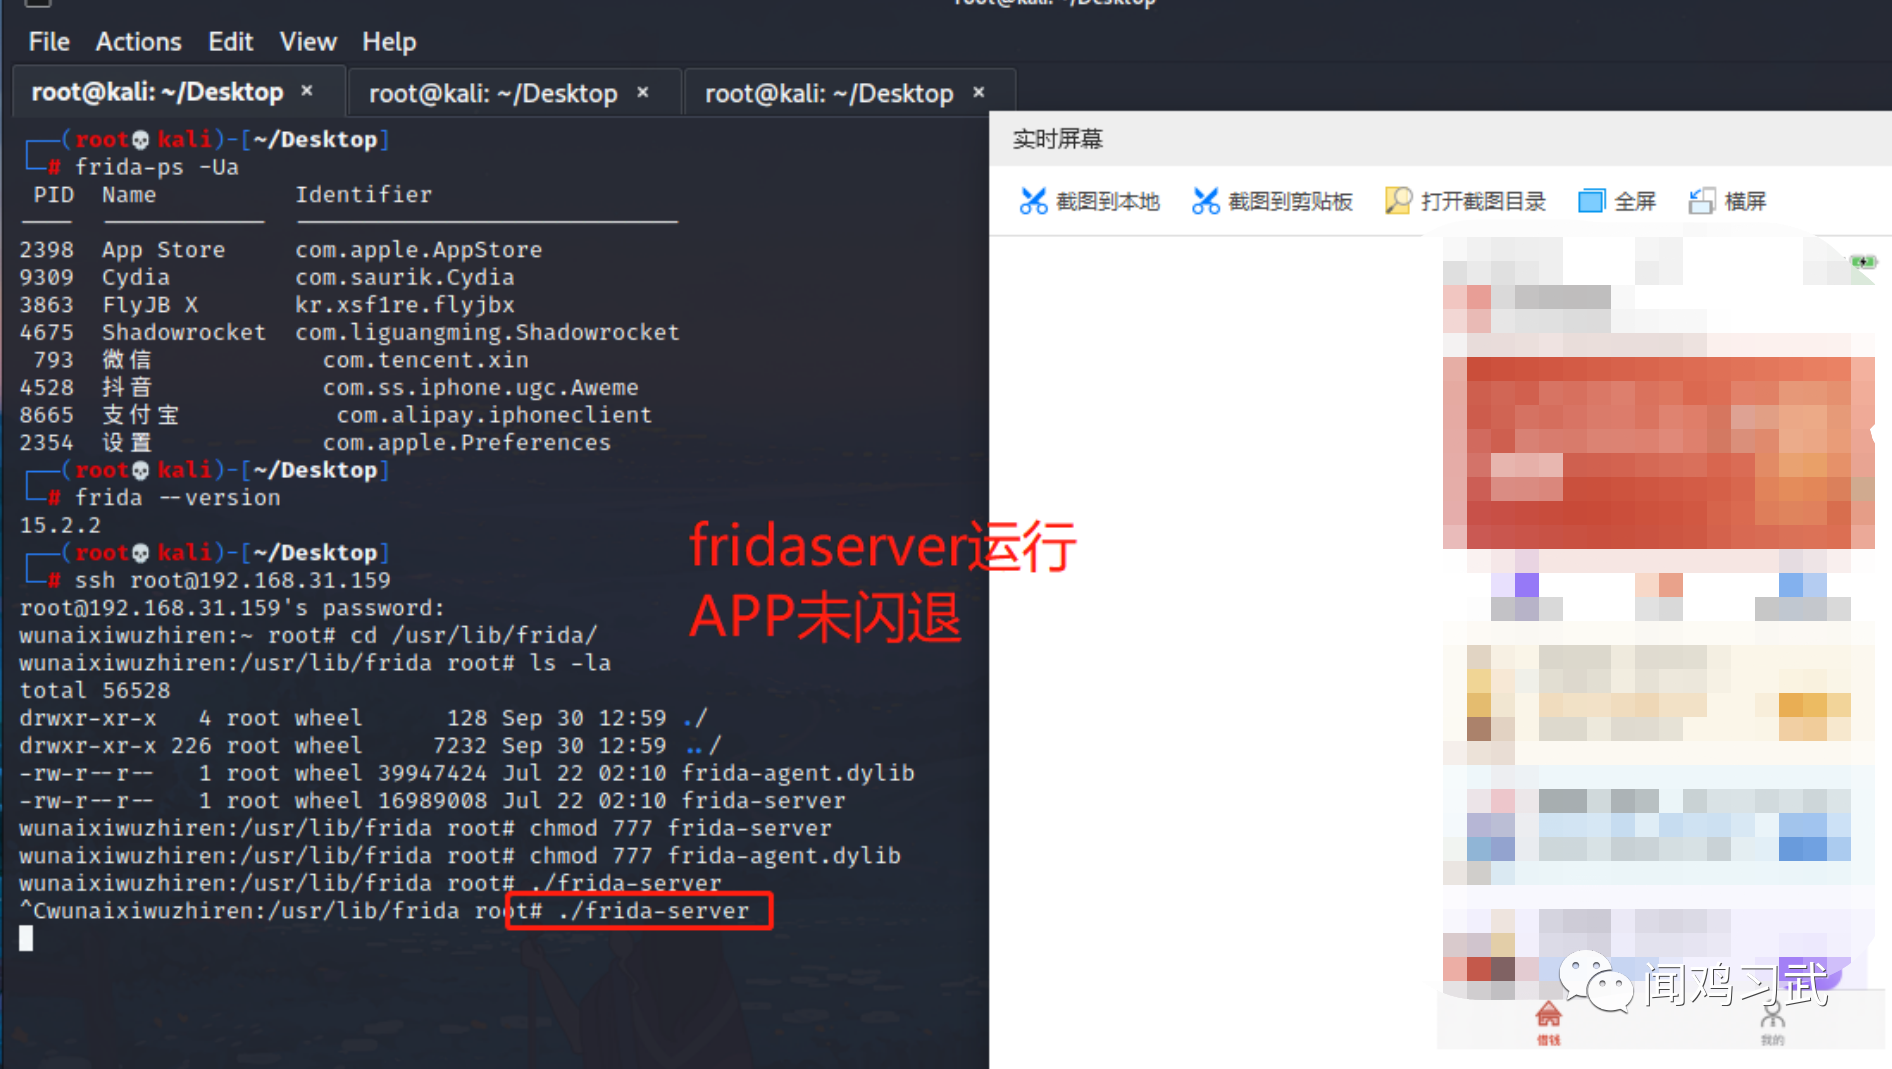 root@kali: ~/Desktop
File Actions Edit View Help
root@kali: ~/Desktop ×
root@kali: ~/Desktop ×
root@kali: ~/Desktop ×
┌──(root💀kali)-[~/Desktop]
└─# frida-ps -Ua
PID Name Identifier
2398 App Store com.apple.AppStore
9309 Cydia com.saurik.Cydia
3863 FlyJB X kr.xsf1re.flyjbx
4675 Shadowrocket com.liguangming.Shadowrocket
793 微信 com.tencent.xin
4528 抖音 com.ss.iphone.ugc.Aweme
8665 支付宝 com.alipay.iphoneclient
2354 设置 com.apple.Preferences
┌──(root💀kali)-[~/Desktop]
└─# frida --version
15.2.2
┌──(root💀kali)-[~/Desktop]
└─# ssh root@192.168.31.159
root@192.168.31.159's password:
wunaixiwuzhiren:~ root# cd /usr/lib/frida/
wunaixiwuzhiren:/usr/lib/frida root# ls -la
total 56528
drwxr-xr-x 4 root wheel 128 Sep 30 12:59 ./
drwxr-xr-x 226 root wheel 7232 Sep 30 12:59 ../
-rw-r--r-- 1 root wheel 39947424 Jul 22 02:10 frida-agent.dylib
-rw-r--r-- 1 root wheel 16989008 Jul 22 02:10 frida-server
wunaixiwuzhiren:/usr/lib/frida root# chmod 777 frida-server
wunaixiwuzhiren:/usr/lib/frida root# chmod 777 frida-agent.dylib
wunaixiwuzhiren:/usr/lib/frida root# ./frida-server
^Cwunaixiwuzhiren:/usr/lib/frida root# ./frida-server
fridaserver运行
APP未闪退
实时屏幕
截图到本地 截图到剪贴板 打开截图目录 全屏 横屏
闻鸡习武
借钱 我的